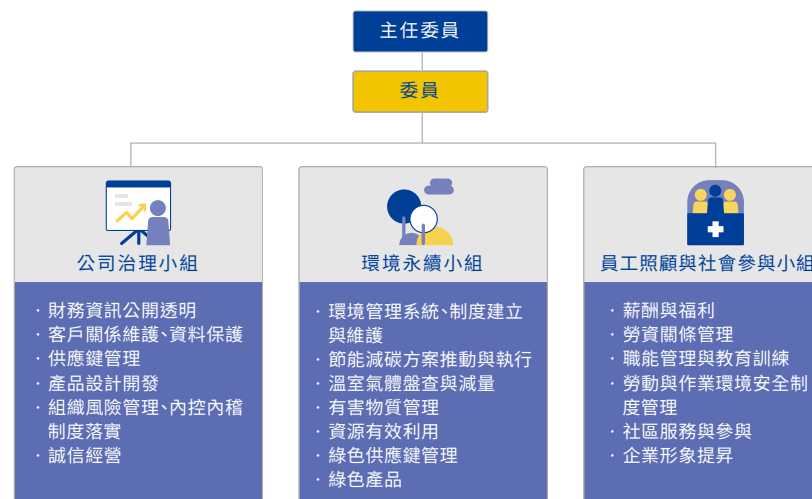 主任委員
委員
公司治理小組
· 財務資訊公開透明
· 客戶關係維護、資料保護
· 供應鍵管理
· 產品設計開發
· 組織風險管理、內控內稽
制度落實
· 誠信經營
環境永續小組
· 環境管理系統、制度建立
與維護
· 節能減碳方案推動與執行
· 溫室氣體盤查與減量
· 有害物質管理
· 資源有效利用
· 綠色供應鍵管理
· 綠色產品
員工照顧與社會參與小組
· 薪酬與福利
· 勞資關條管理
· 職能管理與教育訓練
· 勞動與作業環境安全制
度管理
· 社區服務與參與
· 企業形象提昇